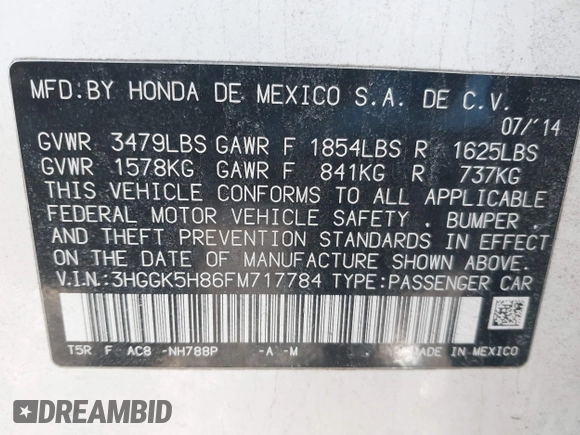 MFD.BY HONDA DE MEXICO S.A. DE C.V.
07/'14
GVWR 3479LBS GAWR F 1854LBS R 1625LBS
GVWR 1578KG GAWR F 841KG R 737KG
THIS VEHICLE CONFORMS TO ALL APPLICABLE
FEDERAL MOTOR VEHICLE SAFETY . BUMPER ,
AND THEFT PREVENTION STANDARDS IN EFFECT
ON THE DATE OF MANUFACTURE SHOWN ABOVE.
V.I.N.:3HGGK5H86FM717784 TYPE:PASSENGER CAR
T5R F AC8 -NH788P -A -M MADE IN MEXICO
DREAMBID